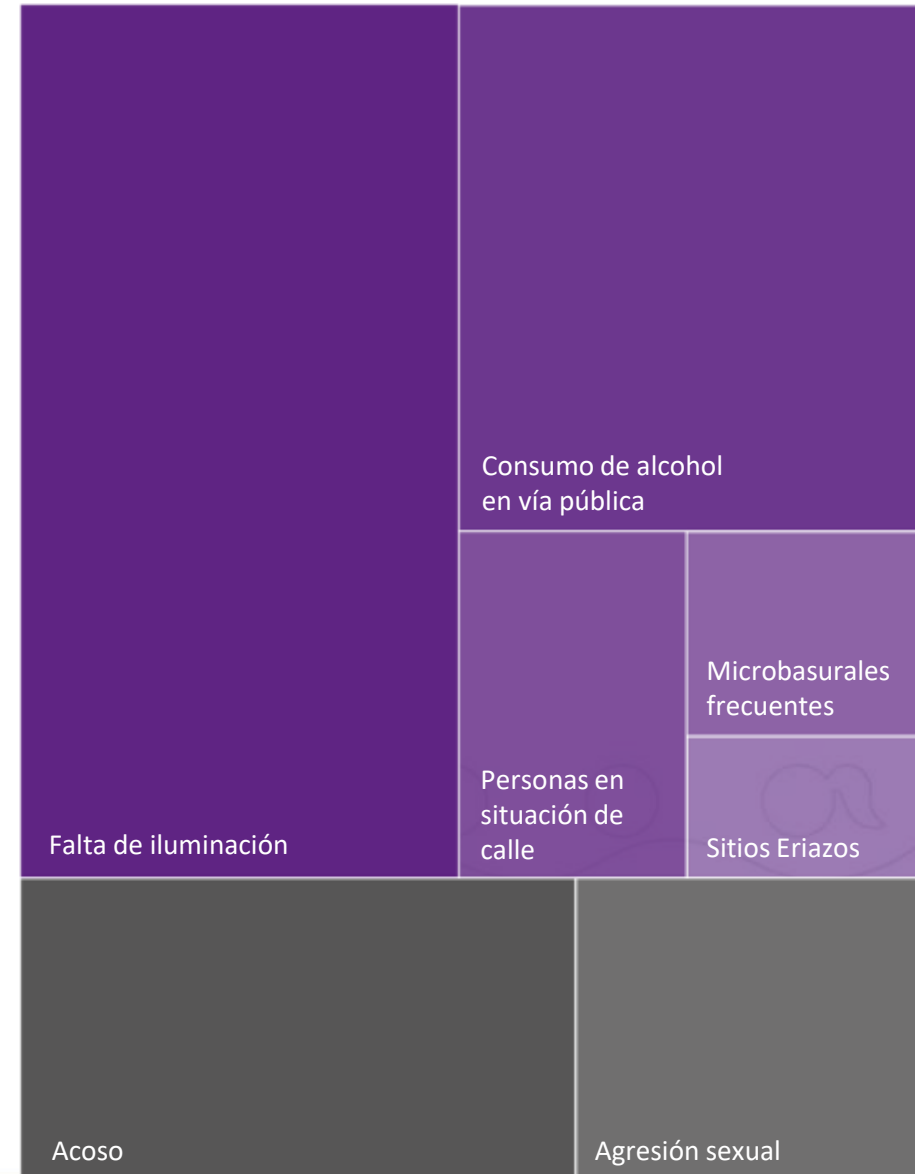 Consumo de alcohol
en vía pública
Microbasurales
frecuentes
Personas en
situación de
calle
Falta de iluminación
Sitios Eriazos
Acoso
Agresión sexual